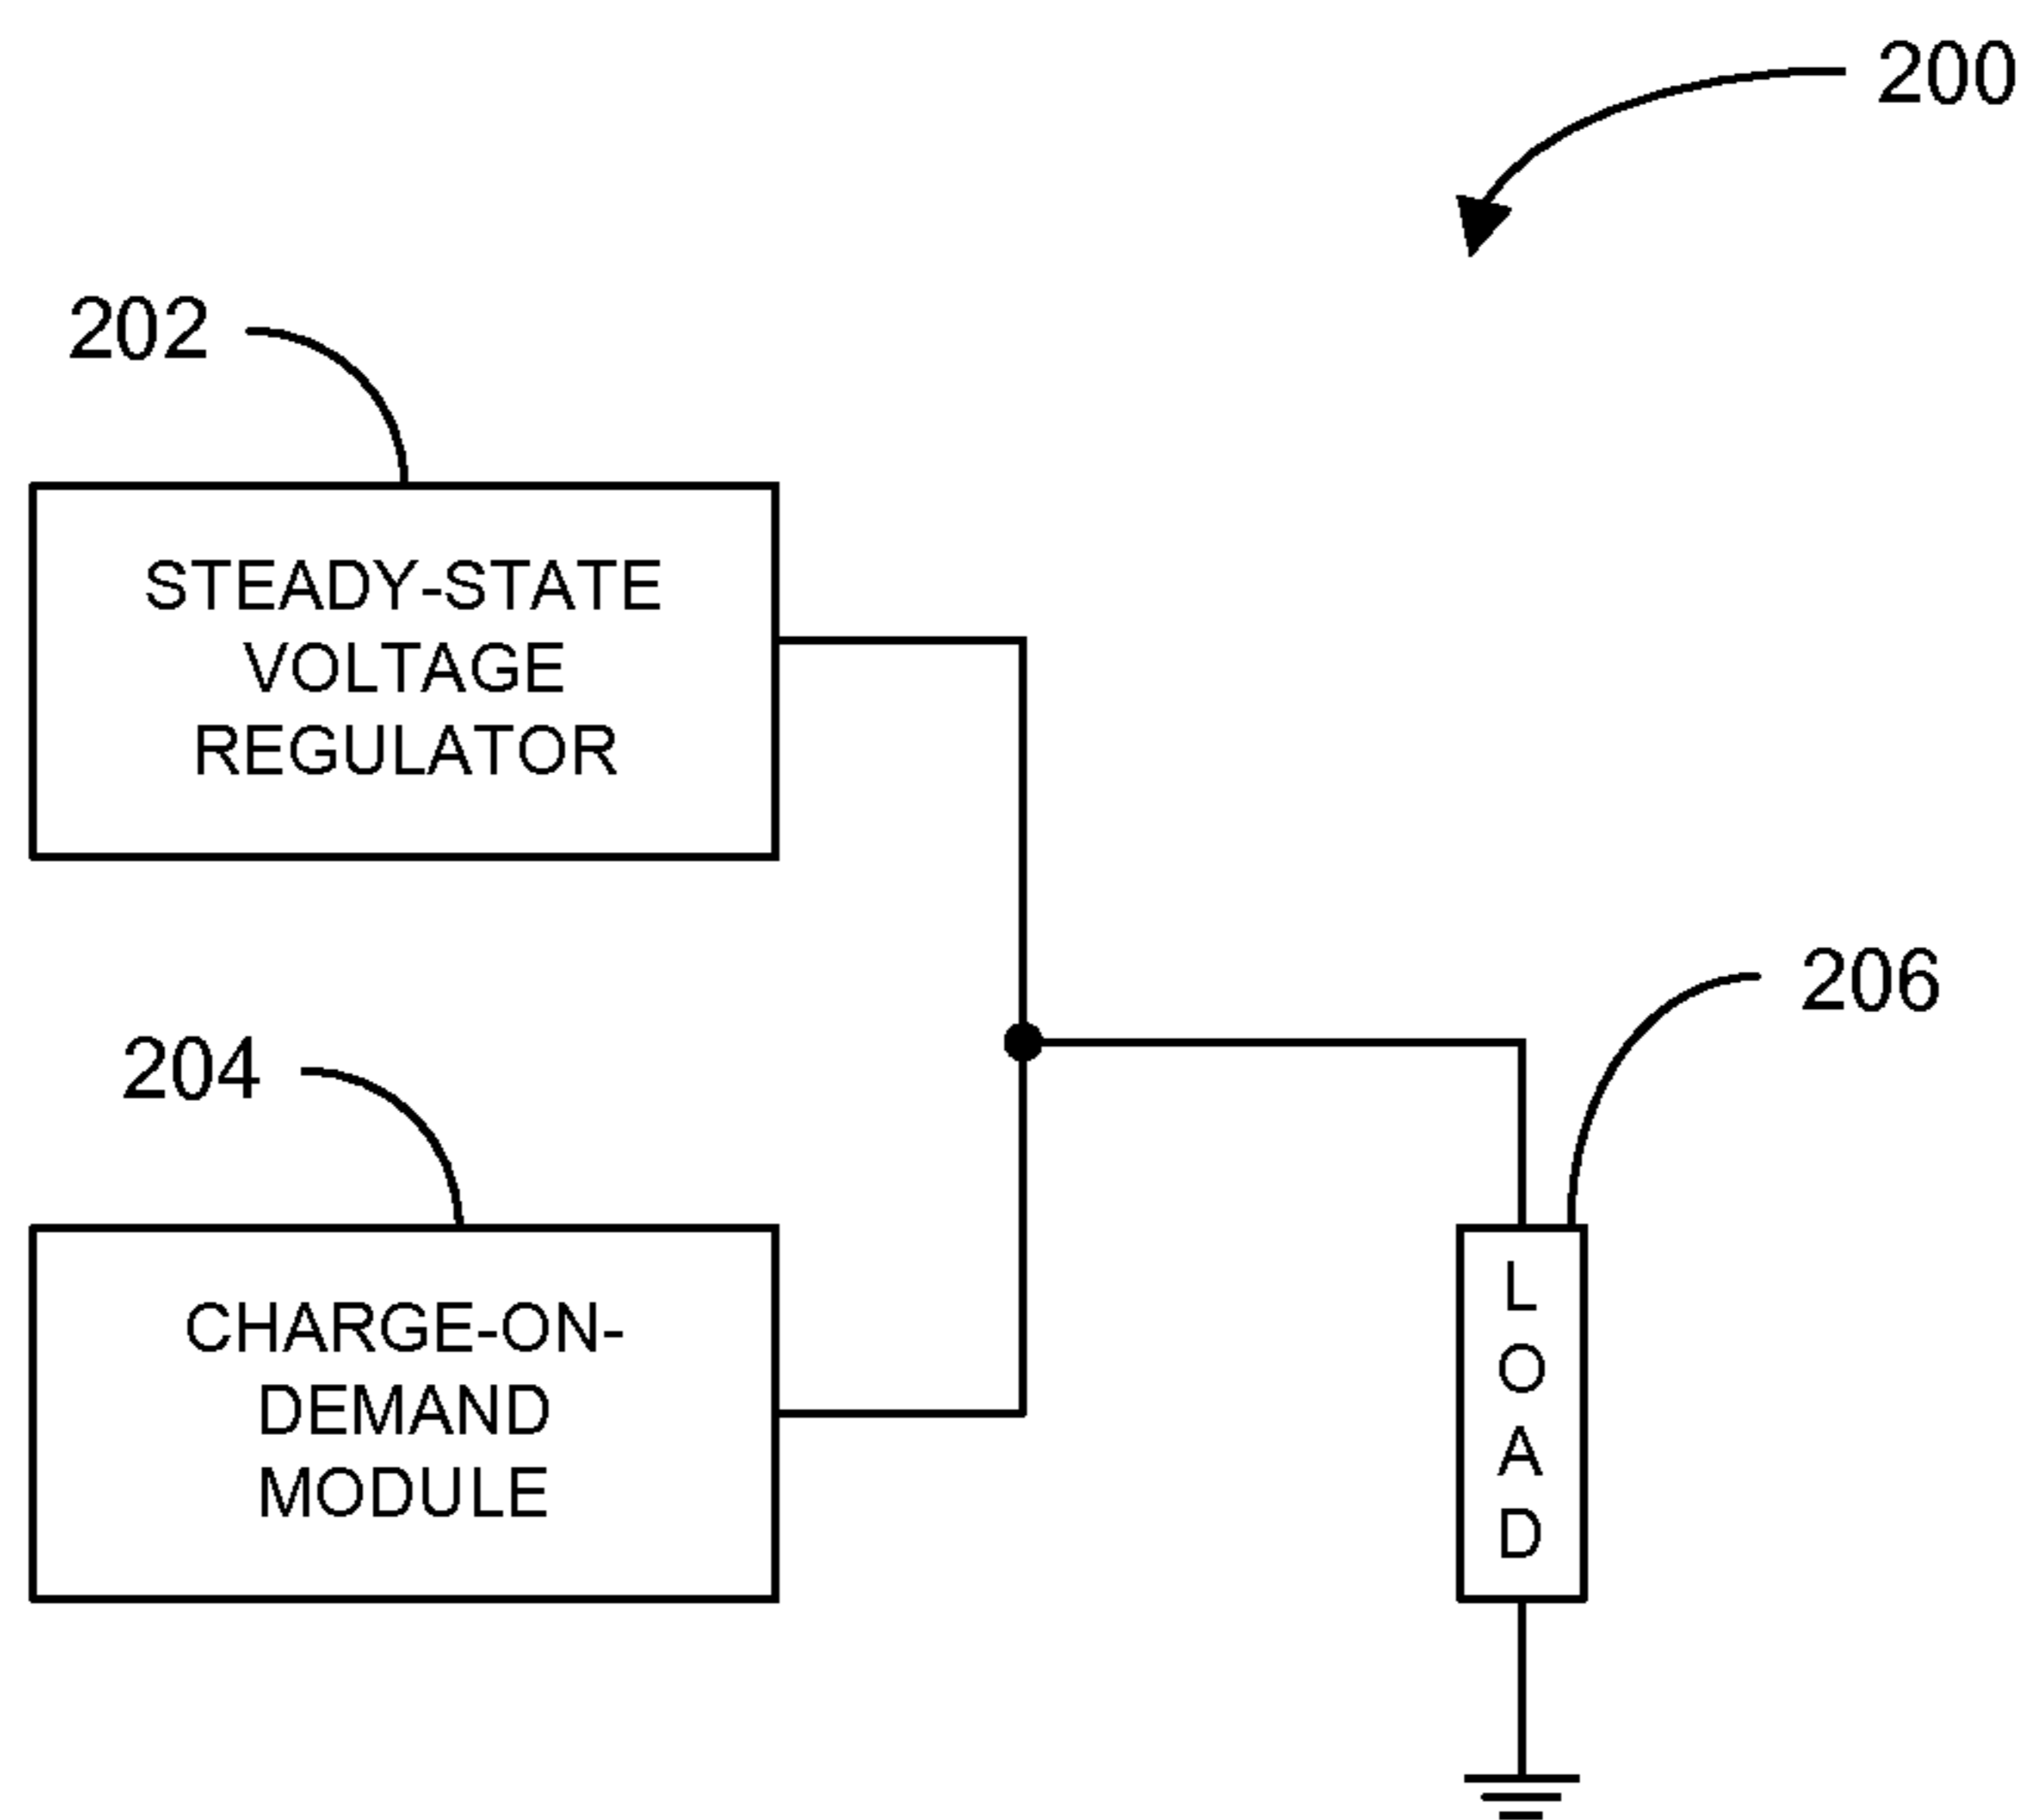 200
202
STEADY-STATE
VOLTAGE
REGULATOR
206
204
CHARGE-ON-
DEMAND
MODULE
L
O
A
D